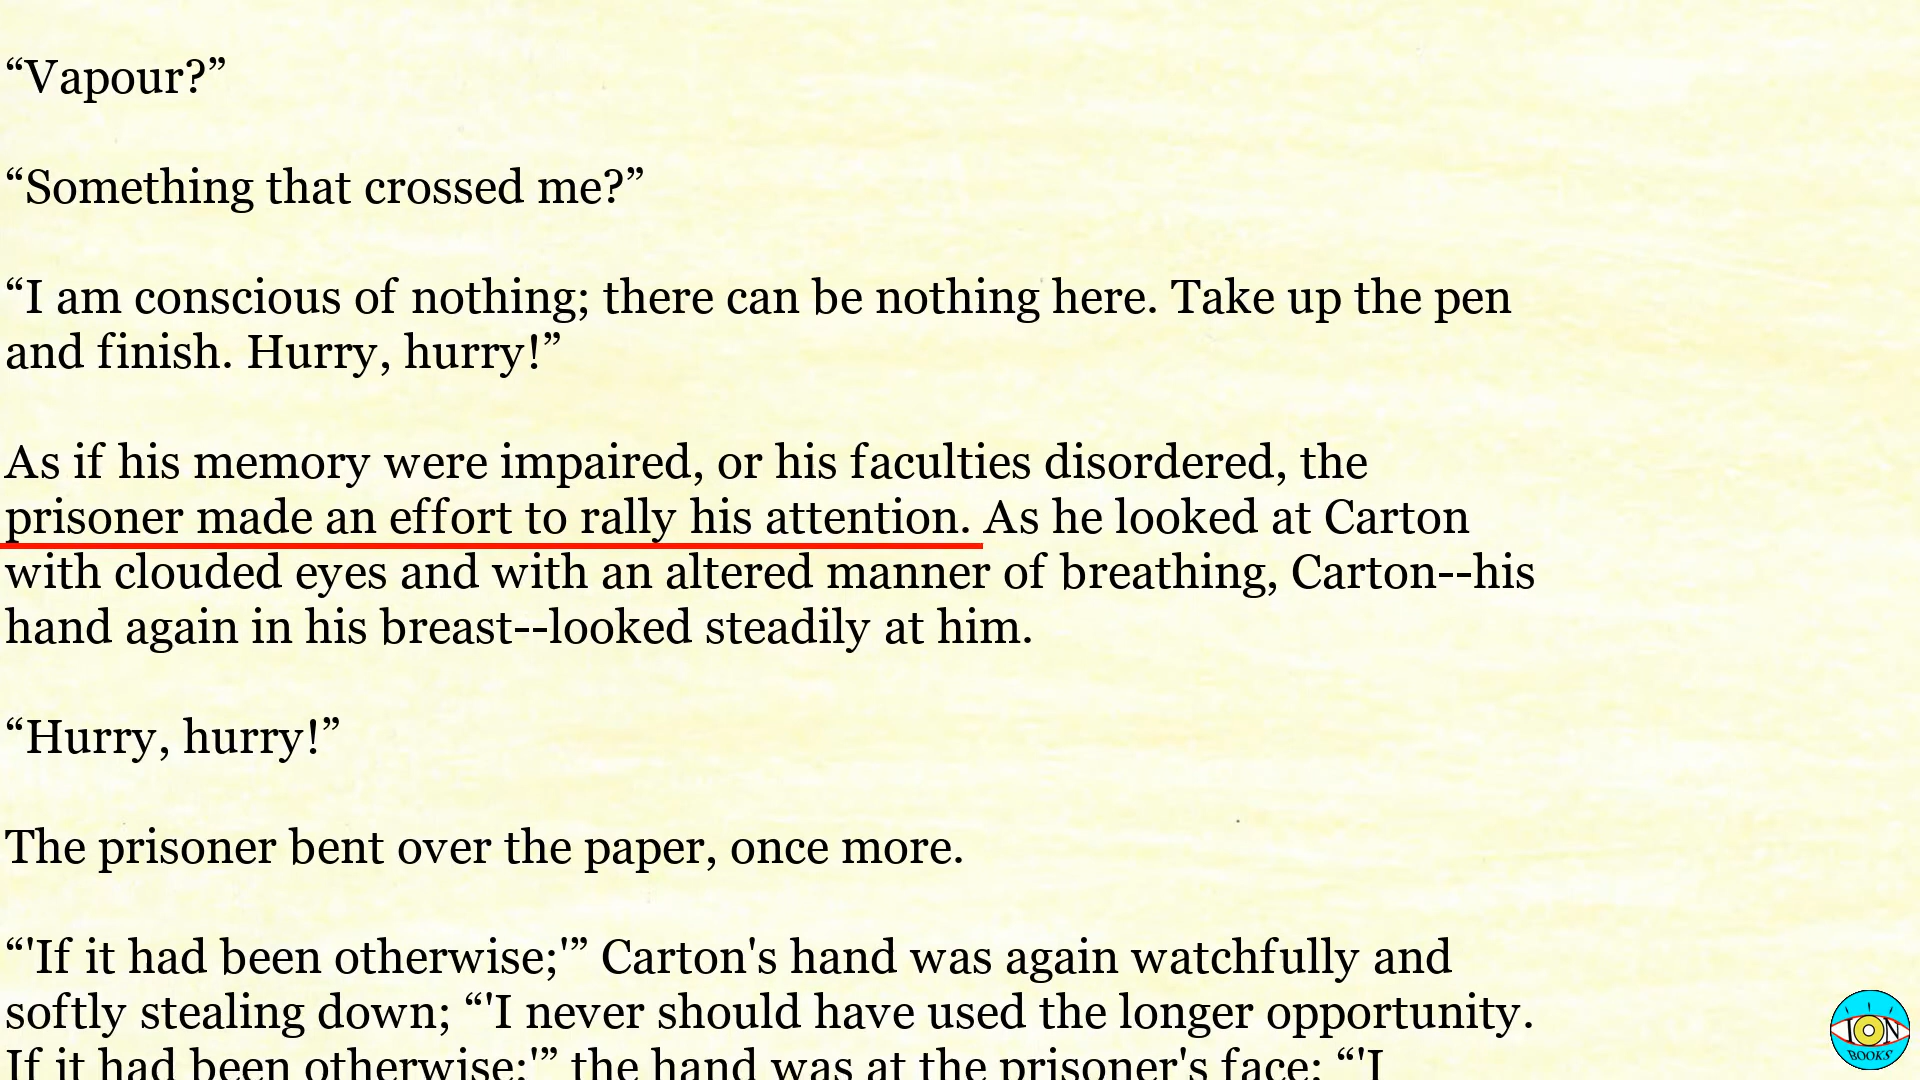 “Vapour?”
“Something that crossed me?”
“I am conscious of nothing; there can be nothing here. Take up the pen
and finish. Hurry, hurry!”
As if his memory were impaired, or his faculties disordered, the
prisoner made an effort to rally his attention. As he looked at Carton
with clouded eyes and with an altered manner of breathing, Carton--his
hand again in his breast--looked steadily at him.
“Hurry, hurry!”
The prisoner bent over the paper, once more.
“'If it had been otherwise;'” Carton's hand was again watchfully and
softly stealing down; “'I never should have used the longer opportunity.
If it had been otherwise;'” the hand was at the prisoner's face; “'I
ION
BOOKS